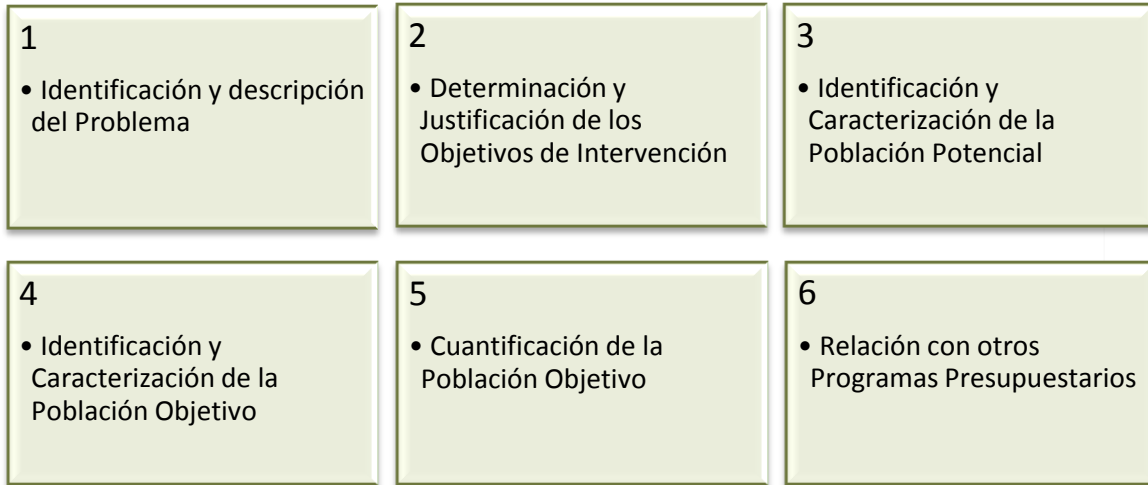 1
• Identificación y descripción
del Problema
2
• Determinación y
Justificación de los
Objetivos de Intervención
3
• Identificación y
Caracterización de la
Población Potencial
4
• Identificación y
Caracterización de la
Población Objetivo
5
• Cuantificación de la
Población Objetivo
6
• Relación con otros
Programas Presupuestarios